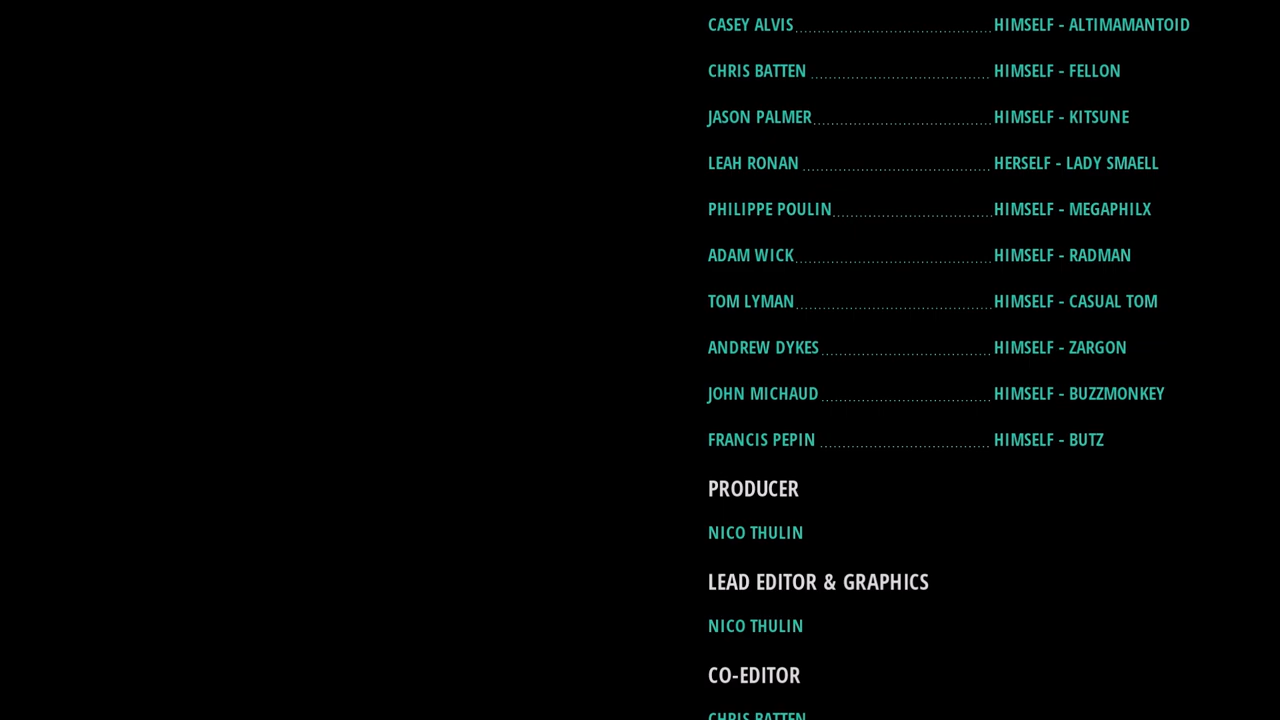 CASEY ALVIS HIMSELF - ALTIMAMANTOID
CHRIS BATTEN HIMSELF - FELLON
JASON PALMER HIMSELF - KITSUNE
LEAH RONAN HERSELF - LADY SMAELL
PHILIPPE POULIN HIMSELF - MEGAPHILX
ADAM WICK HIMSELF - RADMAN
TOM LYMAN HIMSELF - CASUAL TOM
ANDREW DYKES HIMSELF - ZARGON
JOHN MICHAUD HIMSELF - BUZZMONKEY
FRANCIS PEPIN HIMSELF - BUTZ
PRODUCER
NICO THULIN
LEAD EDITOR & GRAPHICS
NICO THULIN
CO-EDITOR
CHRIS BATTEN